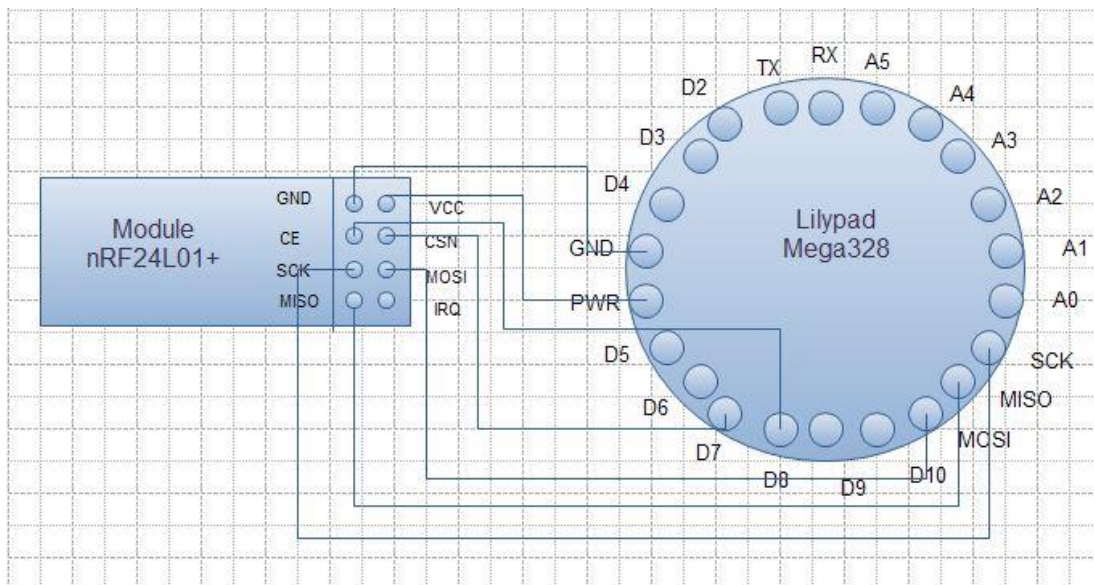 Module
nRF24L01+
GND
VCC
CE
CSN
SCK
MOSI
MISO
IRQ
Lilypad
Mega328
RX
TX
A5
D2
A4
D3
A3
D4
A2
GND
A1
PWR
A0
D5
SCK
D6
MISO
D7
MOSI
D8
D9
D10